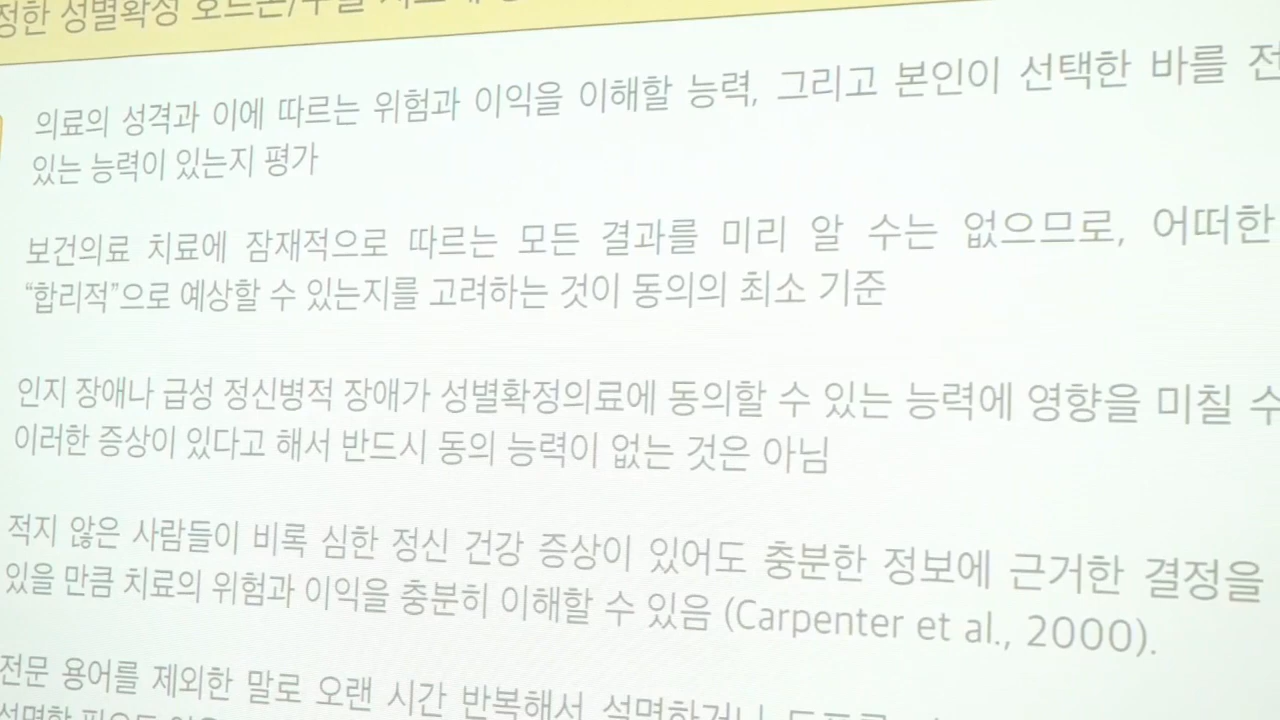 정한 성별확정 호르몬/수술
의료의 성격과 이에 따르는 위험과 이익을 이해할 능력, 그리고 본인이 선택한 바를 전
있는 능력이 있는지 평가
보건의료 치료에 잠재적으로 따르는 모든 결과를 미리 알 수는 없으므로, 어떠한
“합리적”으로 예상할 수 있는지를 고려하는 것이 동의의 최소 기준
인지 장애나 급성 정신병적 장애가 성별확정의료에 동의할 수 있는 능력에 영향을 미칠 수
이러한 증상이 있다고 해서 반드시 동의 능력이 없는 것은 아님
적지 않은 사람들이 비록 심한 정신 건강 증상이 있어도 충분한 정보에 근거한 결정을
있을 만큼 치료의 위험과 이익을 충분히 이해할 수 있음 (Carpenter et al., 2000).
전문 용어를 제외한 말로 오랜 시간 반복해서 설명하거나